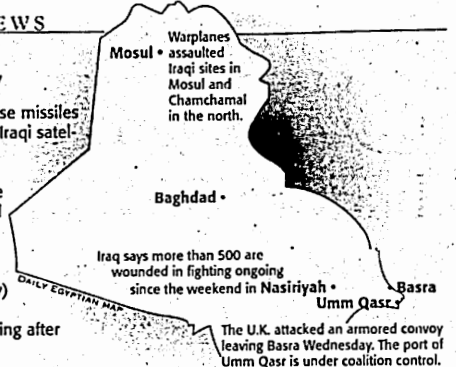 EWS
Warplanes
Mosul • assaulted
Iraqi sites in
Mosul and
Chamchamal
in the north.
se missiles
Iraqi satel-
Baghdad •
Iraq says more than 500 are
wounded in fighting ongoing
since the weekend in Nasiriyah •
Basra
Umm Qasr
DAILY EGYPTIAN MAP
ing after
The U.K. attacked an armored convoy
leaving Basra Wednesday. The port of
Umm Qasr is under coalition control.